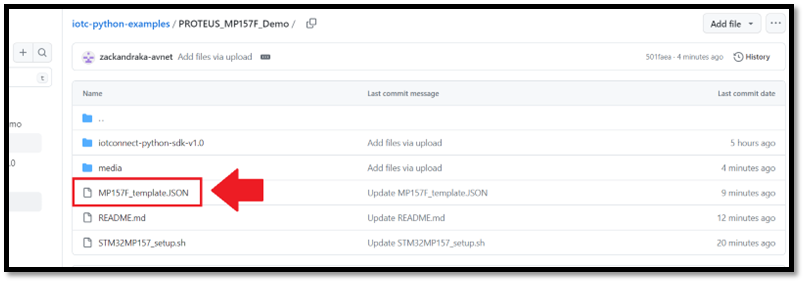 iotc-python-examples / PROTEUS_MP157F_Demo /
Add file
zackandraka-avnet Add files via upload
501faea · 4 minutes ago
History
t
Name Last commit message Last commit date
..
mo
iotconnect-python-sdk-v1.0 Add files via upload 5 hours ago
.0
media Add files via upload 4 minutes ago
MP157F_template.JSON Update MP157F_template.JSON 9 minutes ago
README.md Update README.md 12 minutes ago
STM32MP157_setup.sh Update STM32MP157_setup.sh 20 minutes ago